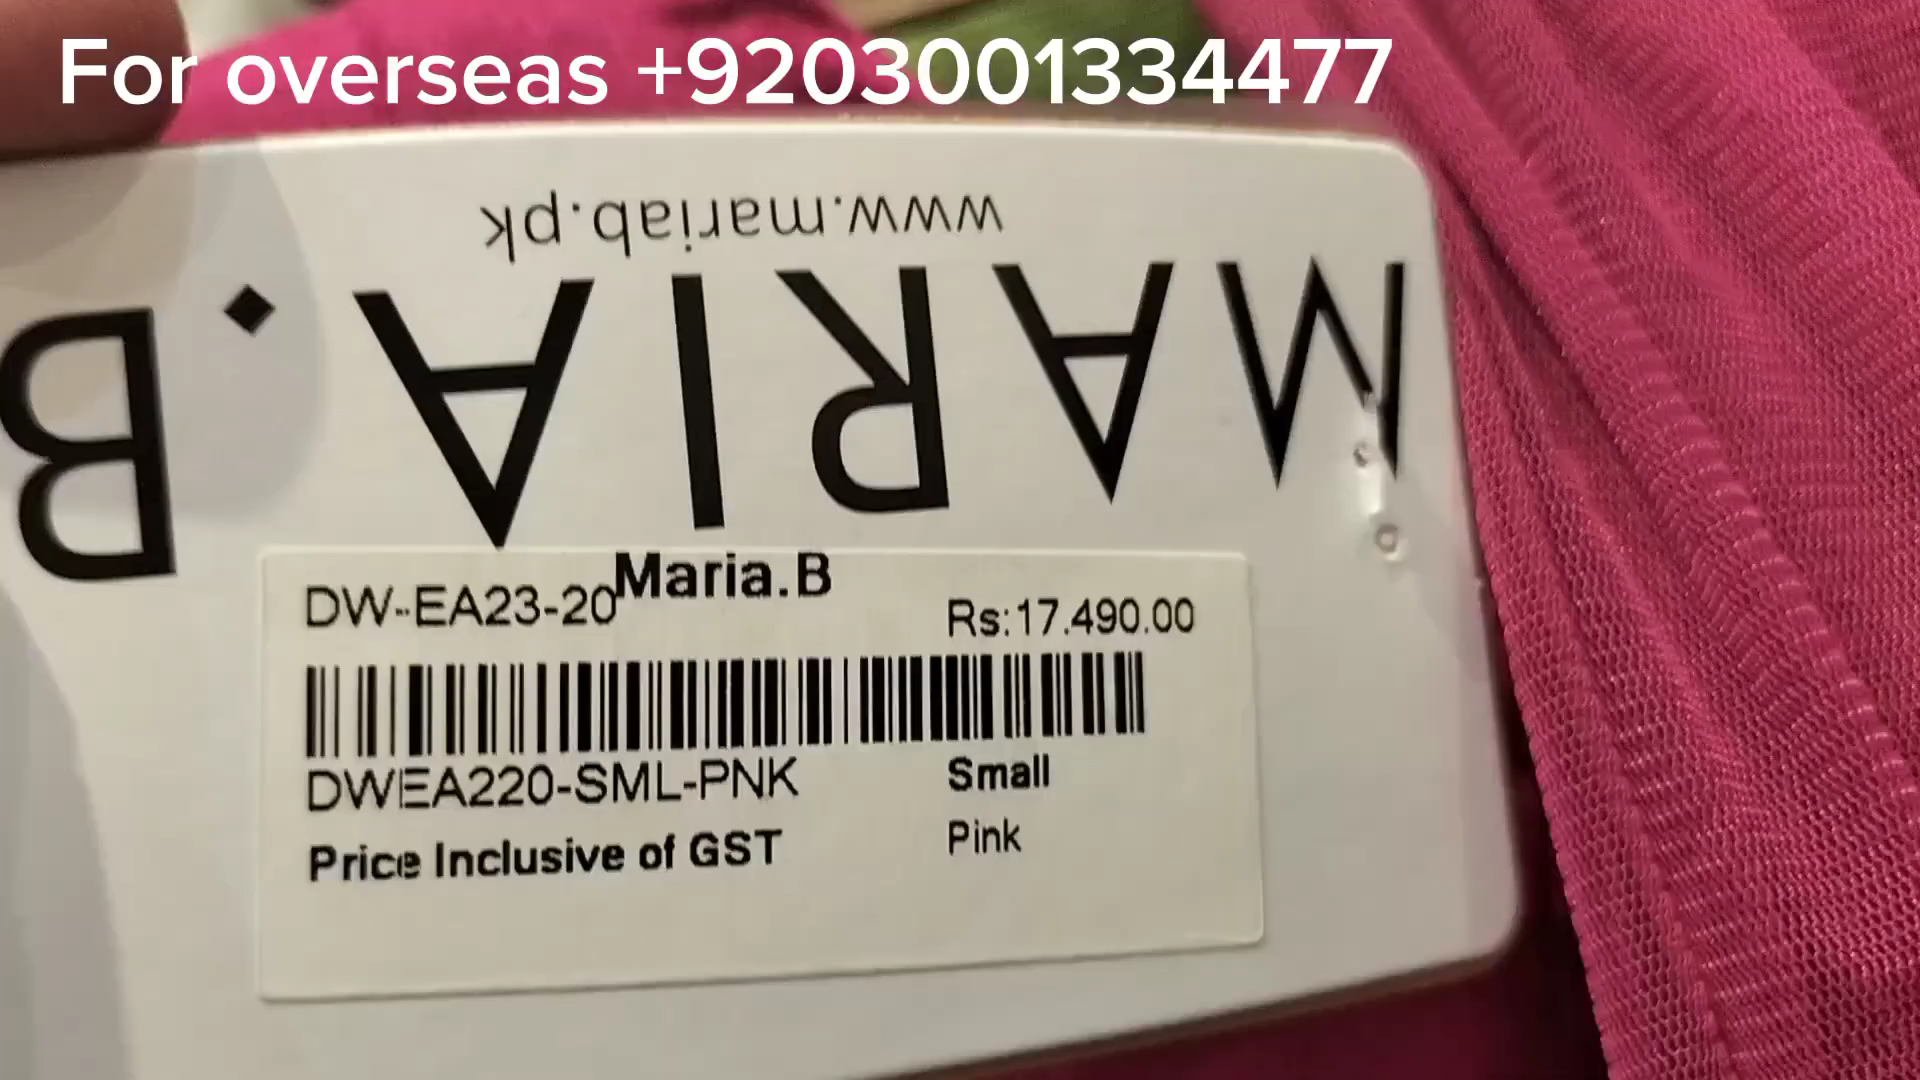 For overseas +9203001334477
www.mariab.pk
MARIA.B
Maria.B
DW-EA23-20
Rs:17.490.00
DWEA220-SML-PNK
Small
Price Inclusive of GST
Pink